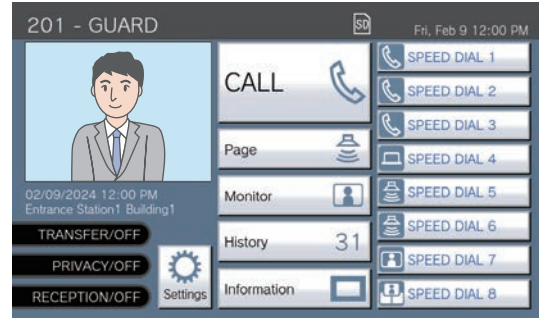 201 - GUARD
SD
Fri, Feb 9 12:00 PM
02/09/2024 12:00 PM
Entrance Station1 Building1
TRANSFER/OFF
PRIVACY/OFF
RECEPTION/OFF
Settings
CALL
Page
Monitor
History 31
Information
SPEED DIAL 1
SPEED DIAL 2
SPEED DIAL 3
SPEED DIAL 4
SPEED DIAL 5
SPEED DIAL 6
SPEED DIAL 7
SPEED DIAL 8